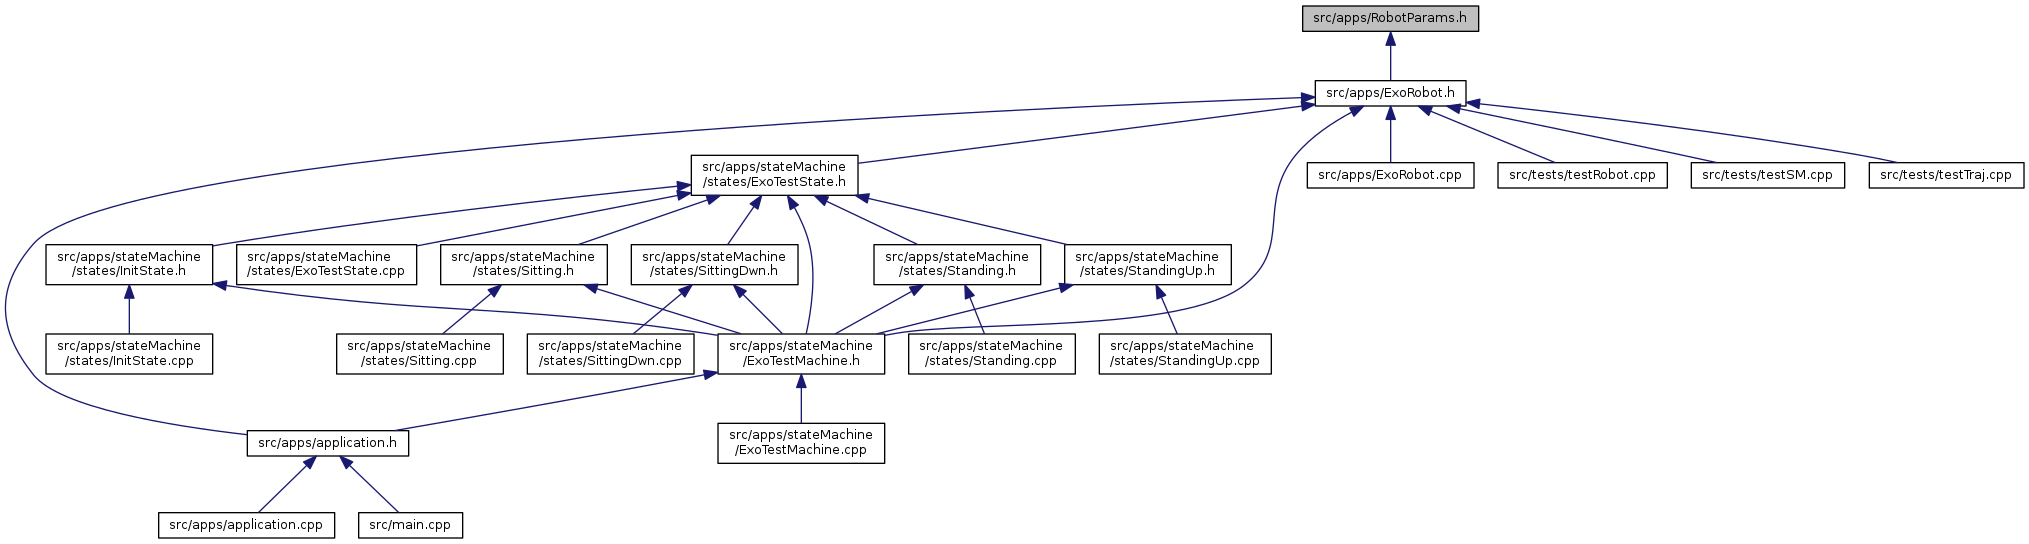 src/apps/RobotParams.h
src/apps/ExoRobot.h
src/apps/stateMachine
/states/ExoTestState.h
src/apps/ExoRobot.cpp
src/tests/testRobot.cpp
src/tests/testSM.cpp
src/tests/testTraj.cpp
src/apps/stateMachine
/states/InitState.h
src/apps/stateMachine
/states/ExoTestState.cpp
src/apps/stateMachine
/states/Sitting.h
src/apps/stateMachine
/states/SittingDwn.h
src/apps/stateMachine
/states/Standing.h
src/apps/stateMachine
/states/StandingUp.h
src/apps/stateMachine
/states/InitState.cpp
src/apps/stateMachine
/states/Sitting.cpp
src/apps/stateMachine
/states/SittingDwn.cpp
src/apps/stateMachine
/ExoTestMachine.h
src/apps/stateMachine
/states/Standing.cpp
src/apps/stateMachine
/states/StandingUp.cpp
src/apps/application.h
src/apps/stateMachine
/ExoTestMachine.cpp
src/apps/application.cpp
src/main.cpp